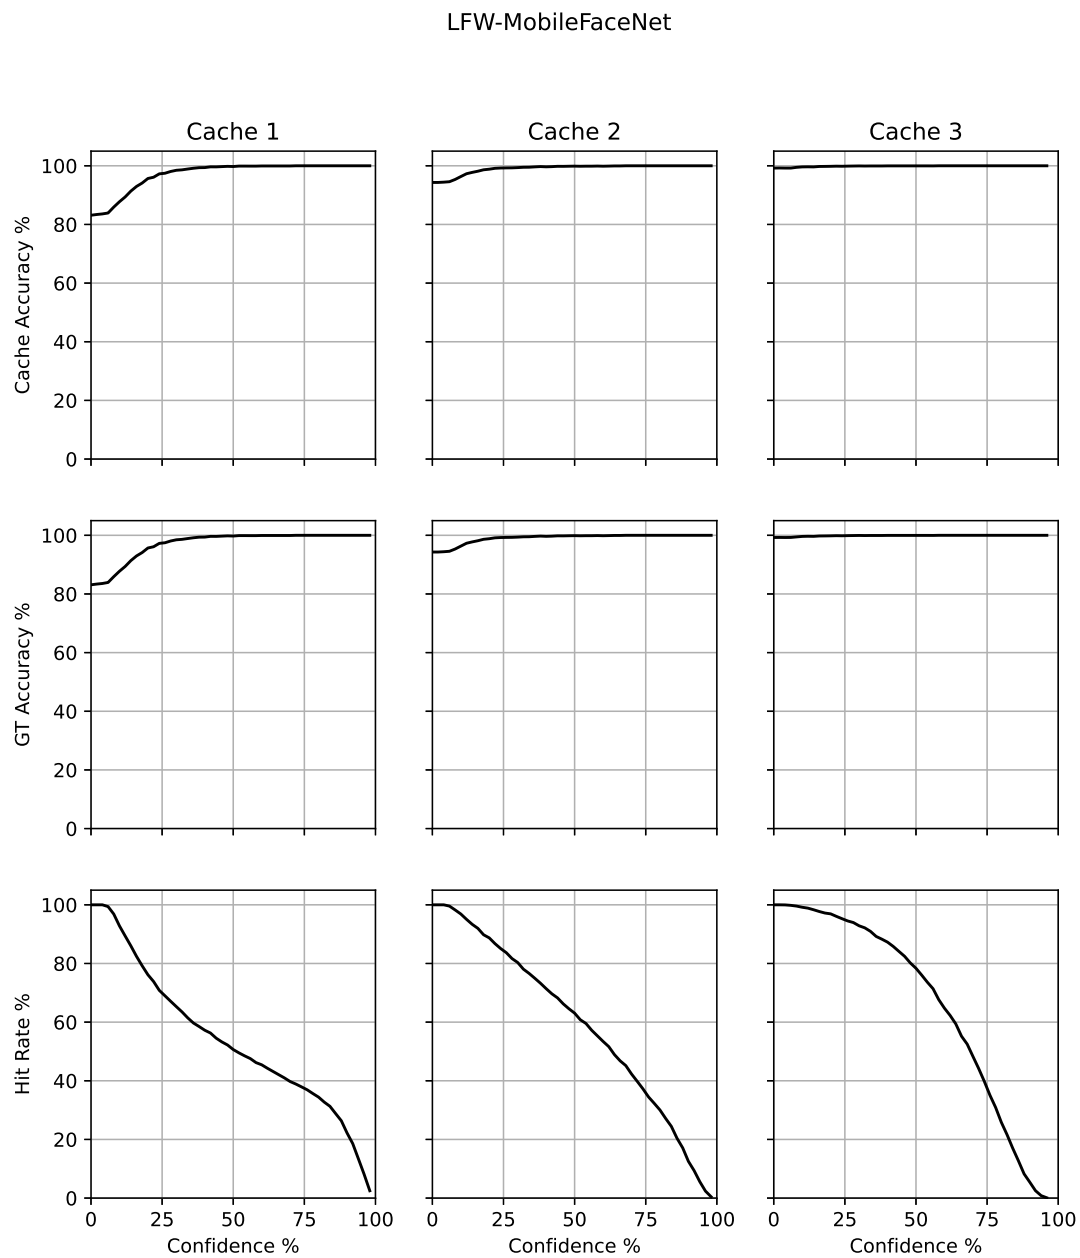 LFW-MobileFaceNet
Cache 1 Cache 2 Cache 3
Cache Accuracy %
100
80
60
40
20
0
GT Accuracy %
100
80
60
40
20
0
Hit Rate %
100
80
60
40
20
0
0 25 50 75 100 0 25 50 75 100 0 25 50 75 100
Confidence % Confidence % Confidence %